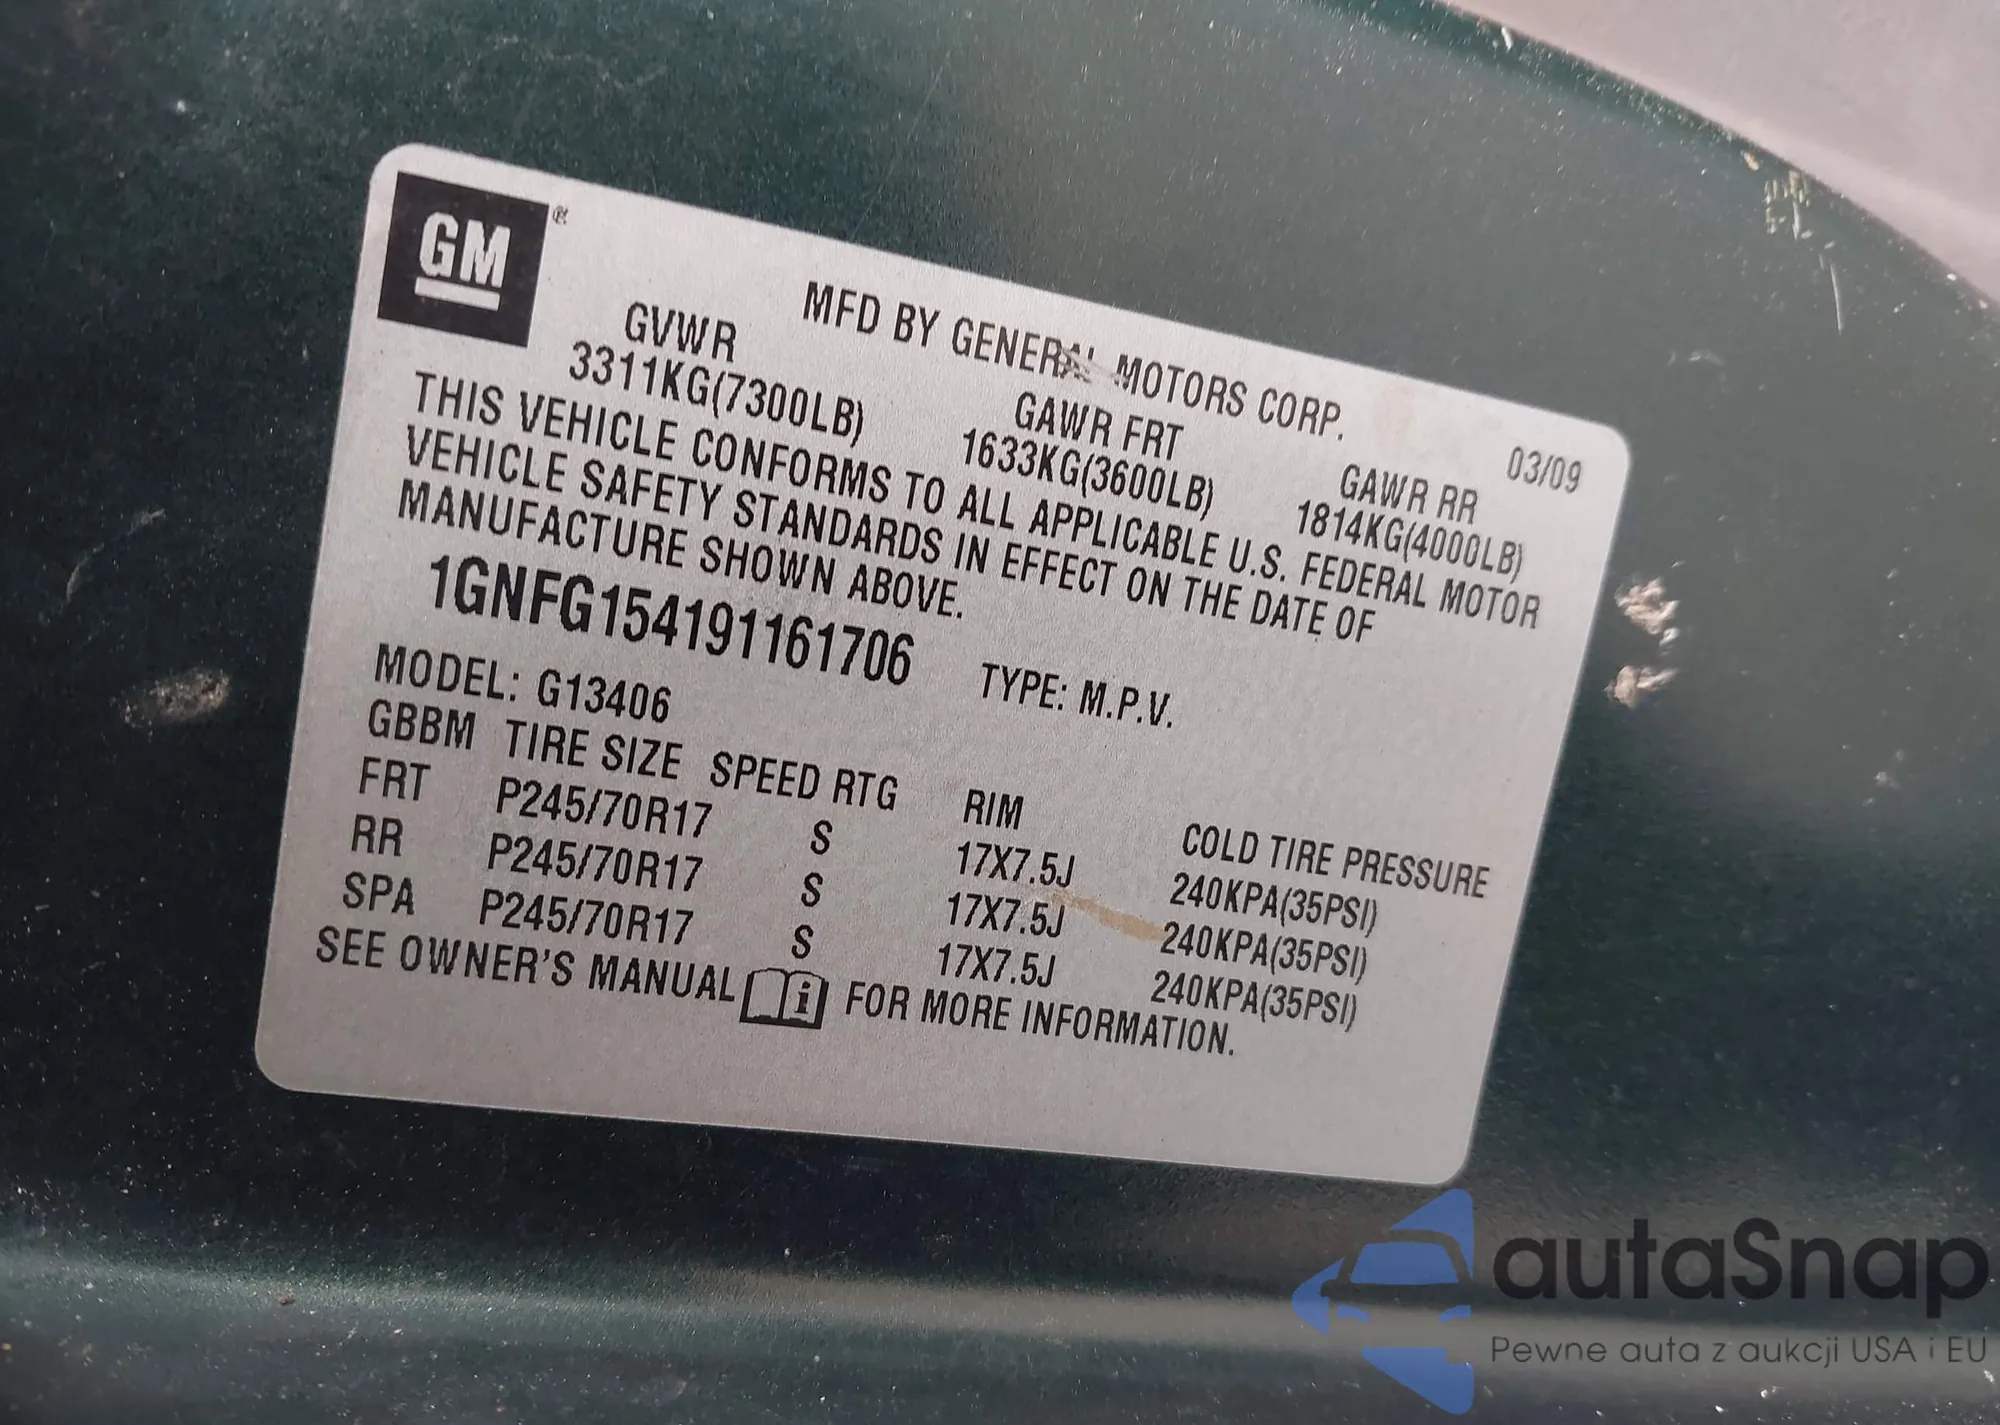 GM®
MFD BY GENERAL MOTORS CORP.
03/09
GVWR GAWR FRT GAWR RR
3311KG(7300LB) 1633KG(3600LB) 1814KG(4000LB)
THIS VEHICLE CONFORMS TO ALL APPLICABLE U.S. FEDERAL MOTOR
VEHICLE SAFETY STANDARDS IN EFFECT ON THE DATE OF
MANUFACTURE SHOWN ABOVE.
1GNFG154191161706 TYPE: M.P.V.
MODEL: G13406
GBBM TIRE SIZE SPEED RTG RIM COLD TIRE PRESSURE
FRT P245/70R17 S 17X7.5J 240KPA(35PSI)
RR P245/70R17 S 17X7.5J 240KPA(35PSI)
SPA P245/70R17 S 17X7.5J 240KPA(35PSI)
SEE OWNER'S MANUAL i FOR MORE INFORMATION.
autaSnap
Pewne auta z aukcji USA i EU